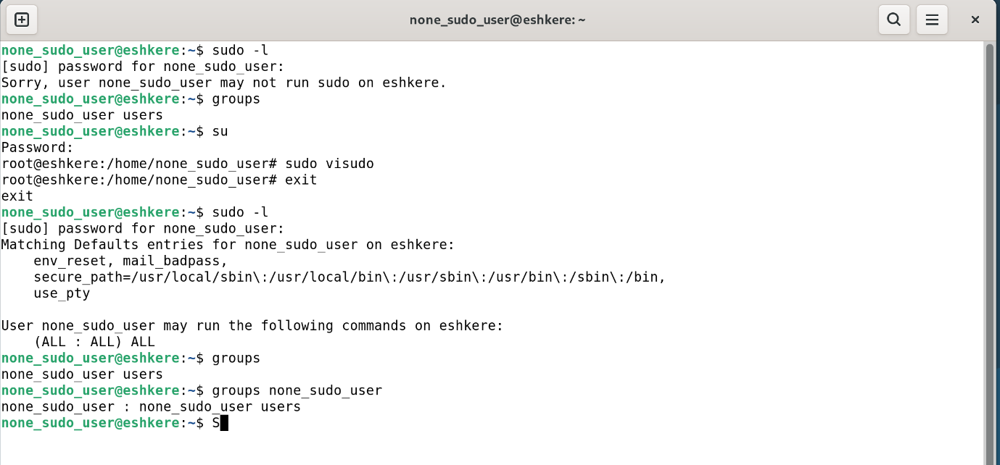 none_sudo_user@eshkere: ~
none_sudo_user@eshkere:~$ sudo -l
[sudo] password for none_sudo_user:
Sorry, user none_sudo_user may not run sudo on eshkere.
none_sudo_user@eshkere:~$ groups
none_sudo_user users
none_sudo_user@eshkere:~$ su
Password:
root@eshkere:/home/none_sudo_user# sudo visudo
root@eshkere:/home/none_sudo_user# exit
exit
none_sudo_user@eshkere:~$ sudo -l
[sudo] password for none_sudo_user:
Matching Defaults entries for none_sudo_user on eshkere:
    env_reset, mail_badpass,
    secure_path=/usr/local/sbin\:/usr/local/bin\:/usr/sbin\:/usr/bin\:/sbin\:/bin,
    use_pty

User none_sudo_user may run the following commands on eshkere:
    (ALL : ALL) ALL
none_sudo_user@eshkere:~$ groups
none_sudo_user users
none_sudo_user@eshkere:~$ groups none_sudo_user
none_sudo_user : none_sudo_user users
none_sudo_user@eshkere:~$ S